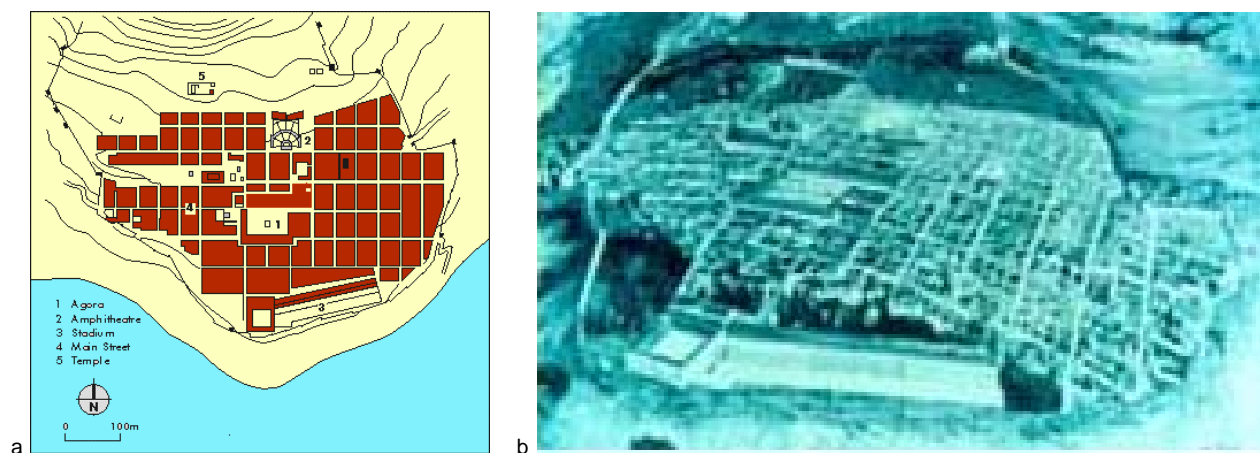 5
2
4
1
3
1 Agora
2 Amphitheatre
3 Stadium
4 Main Street
5 Temple
N
0 100m
a
b